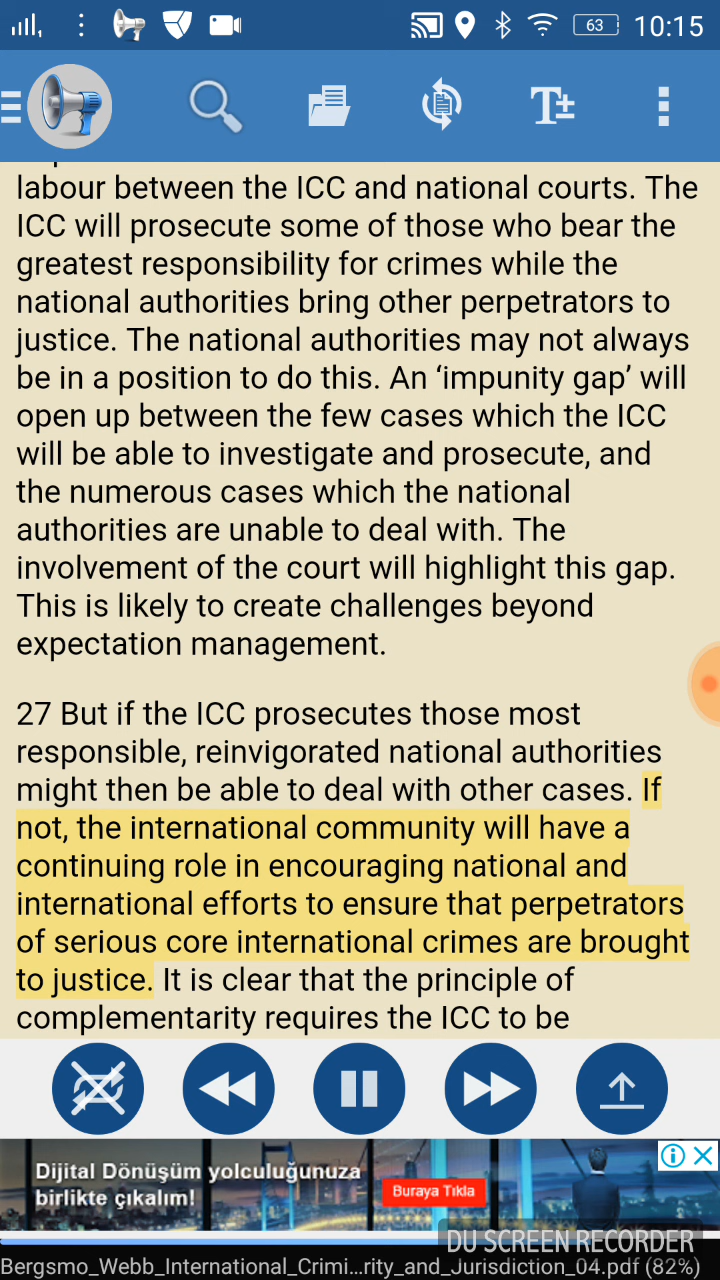 63 10:15
T±
labour between the ICC and national courts. The
ICC will prosecute some of those who bear the
greatest responsibility for crimes while the
national authorities bring other perpetrators to
justice. The national authorities may not always
be in a position to do this. An ‘impunity gap’ will
open up between the few cases which the ICC
will be able to investigate and prosecute, and
the numerous cases which the national
authorities are unable to deal with. The
involvement of the court will highlight this gap.
This is likely to create challenges beyond
expectation management.
27 But if the ICC prosecutes those most
responsible, reinvigorated national authorities
might then be able to deal with other cases. If
not, the international community will have a
continuing role in encouraging national and
international efforts to ensure that perpetrators
of serious core international crimes are brought
to justice. It is clear that the principle of
complementarity requires the ICC to be
Dijital Dönüşüm yolculuğunuza
birlikte çıkalım!
Buraya Tıkla
DU SCREEN RECORDER
Bergsmo_Webb_International_Crimi...rity_and_Jurisdiction_04.pdf (82%)